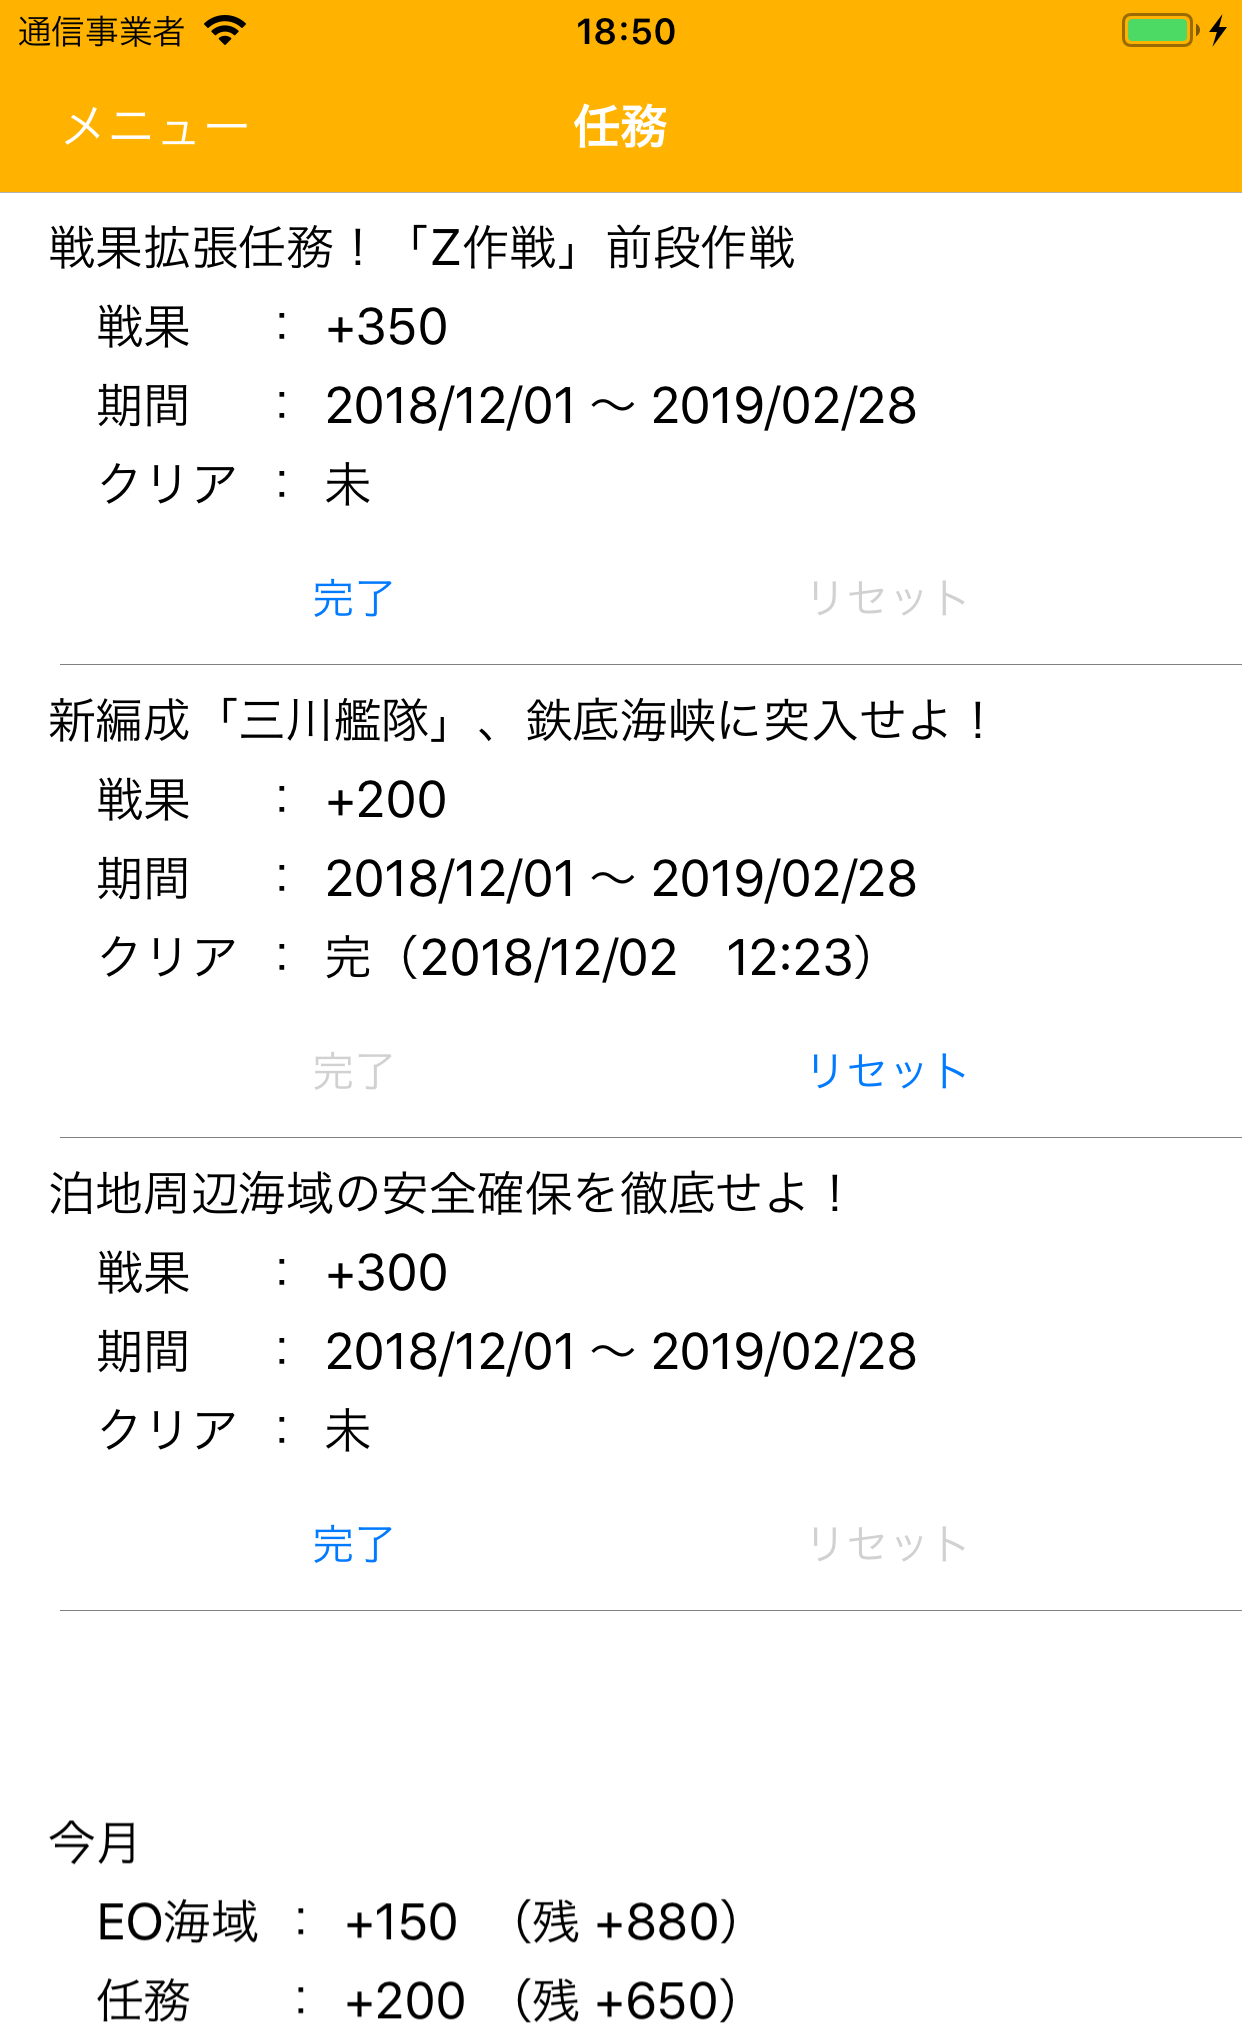 通信事業者 18:50
メニュー 任務
戦果拡張任務！「Z作戦」前段作戦
戦果 ： +350
期間 ： 2018/12/01 〜 2019/02/28
クリア ： 未
完了 リセット
新編成「三川艦隊」、鉄底海峡に突入せよ！
戦果 ： +200
期間 ： 2018/12/01 〜 2019/02/28
クリア ： 完（2018/12/02　12:23）
完了 リセット
泊地周辺海域の安全確保を徹底せよ！
戦果 ： +300
期間 ： 2018/12/01 〜 2019/02/28
クリア ： 未
完了 リセット
今月
EO海域 ： +150 （残 +880）
任務 ： +200 （残 +650）